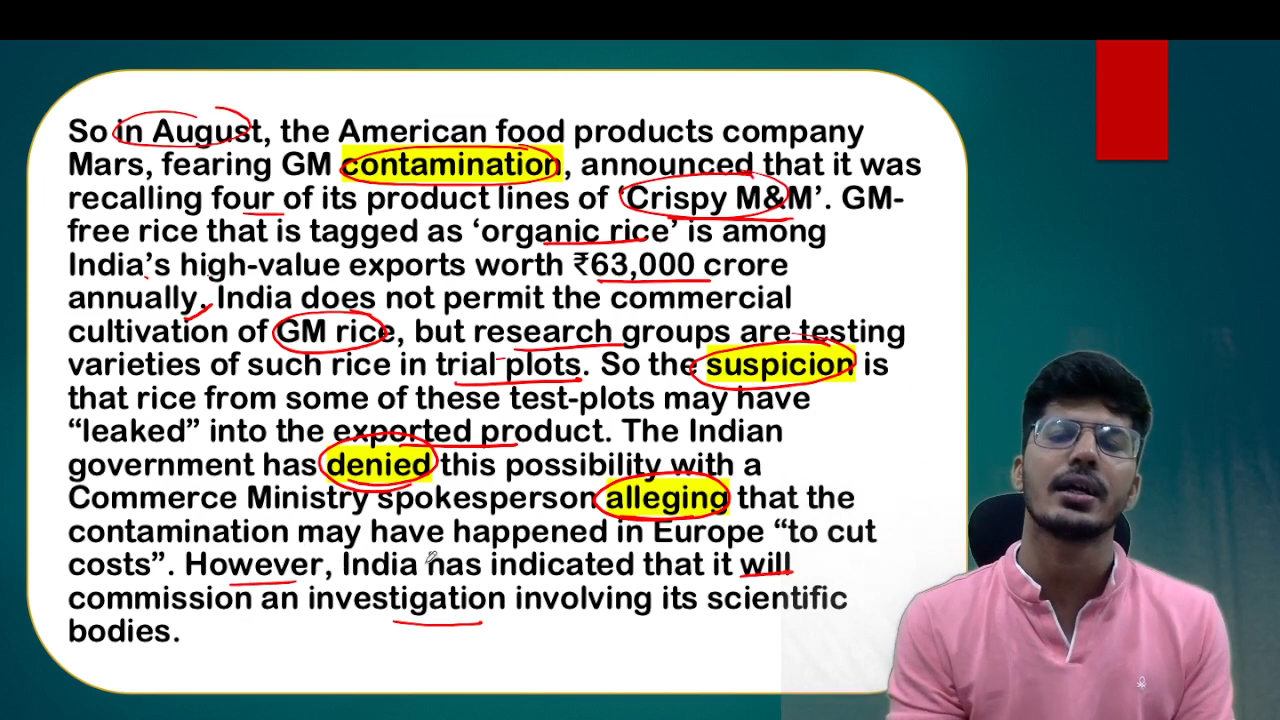 So in August, the American food products company
Mars, fearing GM contamination, announced that it was
recalling four of its product lines of ‘Crispy M&M’. GM-
free rice that is tagged as ‘organic rice’ is among
India’s high-value exports worth ₹63,000 crore
annually. India does not permit the commercial
cultivation of GM rice, but research groups are testing
varieties of such rice in trial plots. So the suspicion is
that rice from some of these test-plots may have
“leaked” into the exported product. The Indian
government has denied this possibility with a
Commerce Ministry spokesperson alleging that the
contamination may have happened in Europe “to cut
costs”. However, India has indicated that it will
commission an investigation involving its scientific
bodies.